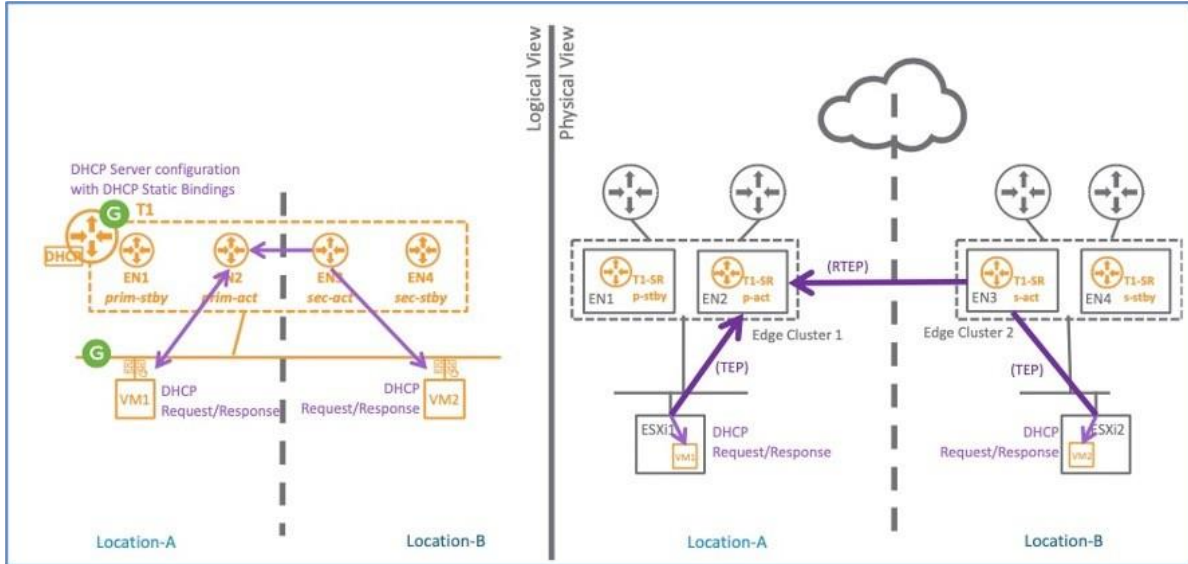 Logical View
Physical View
DHCP Server configuration
with DHCP Static Bindings
G
T1
DHCP
EN1
prim-stby
EN2
prim-act
EN3
sec-act
EN4
sec-stby
G
VM1
DHCP
Request/Response
DHCP
Request/Response
VM2
Location-A
Location-B
T1-SR
p-stby
EN1
T1-SR
p-act
EN2
(RTEP)
T1-SR
s-act
EN3
T1-SR
s-stby
EN4
Edge Cluster 1
Edge Cluster 2
(TEP)
(TEP)
ESXi1
DHCP
Request/Response
VM1
DHCP
Request/Response
ESXi2
VM2
Location-A
Location-B